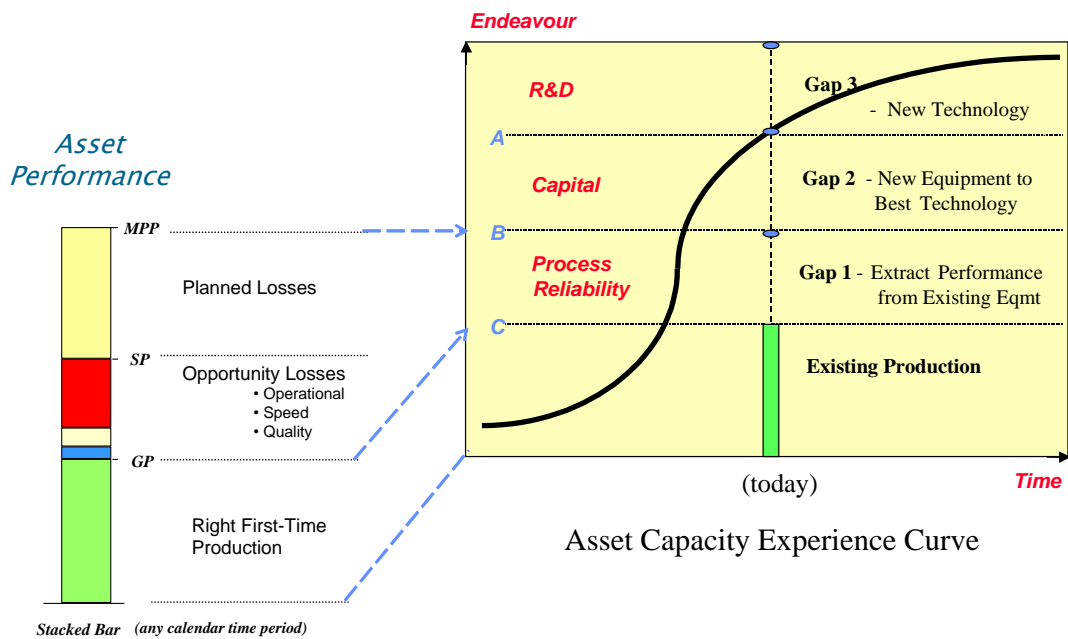 Asset
Performance
MPP
Planned Losses
SP
Opportunity Losses
• Operational
• Speed
• Quality
GP
Right First-Time
Production
Stacked Bar (any calendar time period)
Endeavour
R&D
Gap 3
- New Technology
A
Capital
Gap 2 - New Equipment to
Best Technology
B
Process
Reliability
Gap 1 - Extract Performance
from Existing Eqmt
C
Existing Production
(today)
Time
Asset Capacity Experience Curve